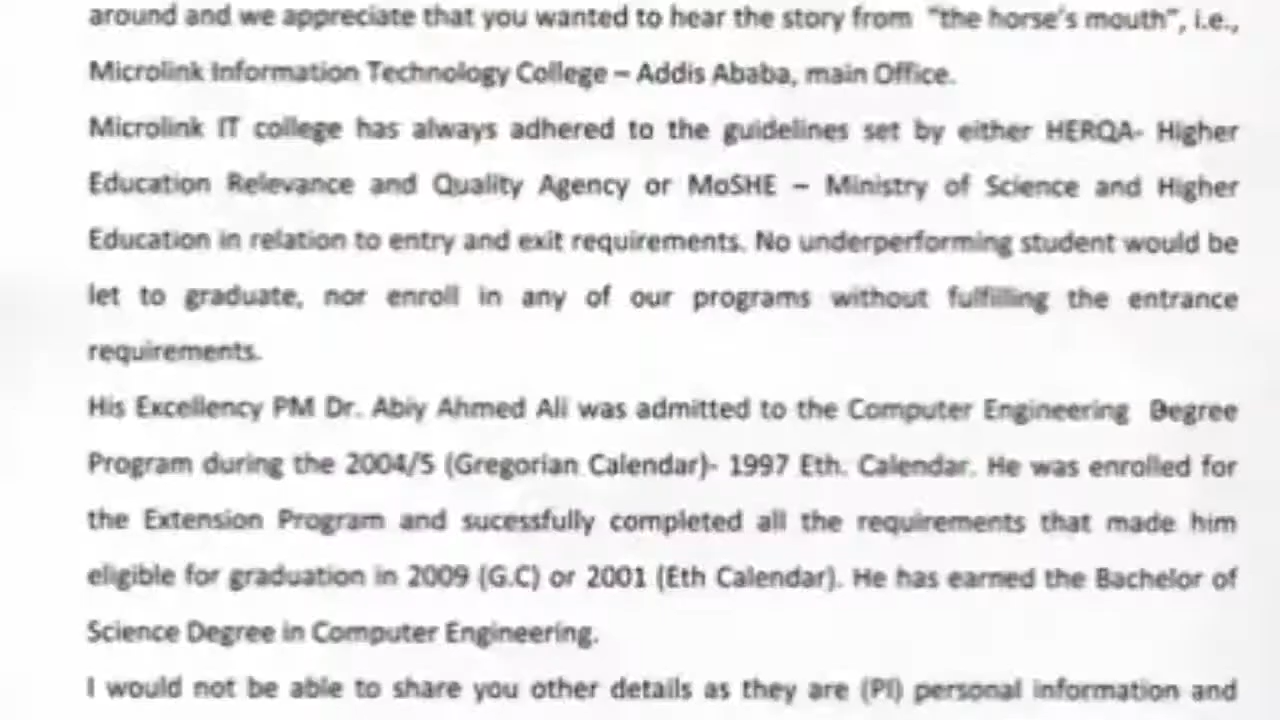 around and we appreciate that you wanted to hear the story from "the horse's mouth", i.e.,
Microlink Information Technology College – Addis Ababa, main Office.
Microlink IT college has always adhered to the guidelines set by either HERQA- Higher
Education Relevance and Quality Agency or MoSHE – Ministry of Science and Higher
Education in relation to entry and exit requirements. No underperforming student would be
let to graduate, nor enroll in any of our programs without fulfilling the entrance
requirements.
His Excellency PM Dr. Abiy Ahmed Ali was admitted to the Computer Engineering Degree
Program during the 2004/5 (Gregorian Calendar)- 1997 Eth. Calendar. He was enrolled for
the Extension Program and sucessfully completed all the requirements that made him
eligible for graduation in 2009 (G.C) or 2001 (Eth Calendar). He has earned the Bachelor of
Science Degree in Computer Engineering.
I would not be able to share you other details as they are (PI) personal information and